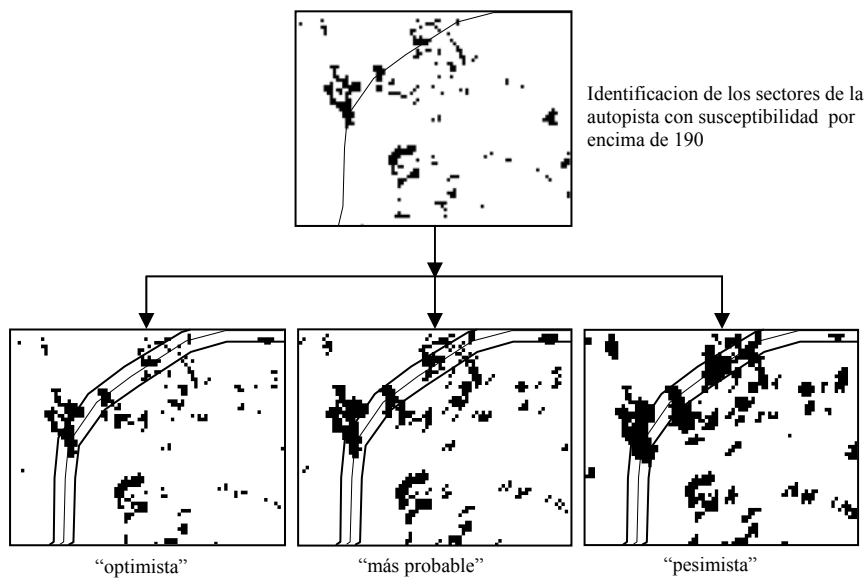 Identificacion de los sectores de la
autopista con susceptibilidad por
encima de 190
“optimista”
“más probable”
“pesimista”